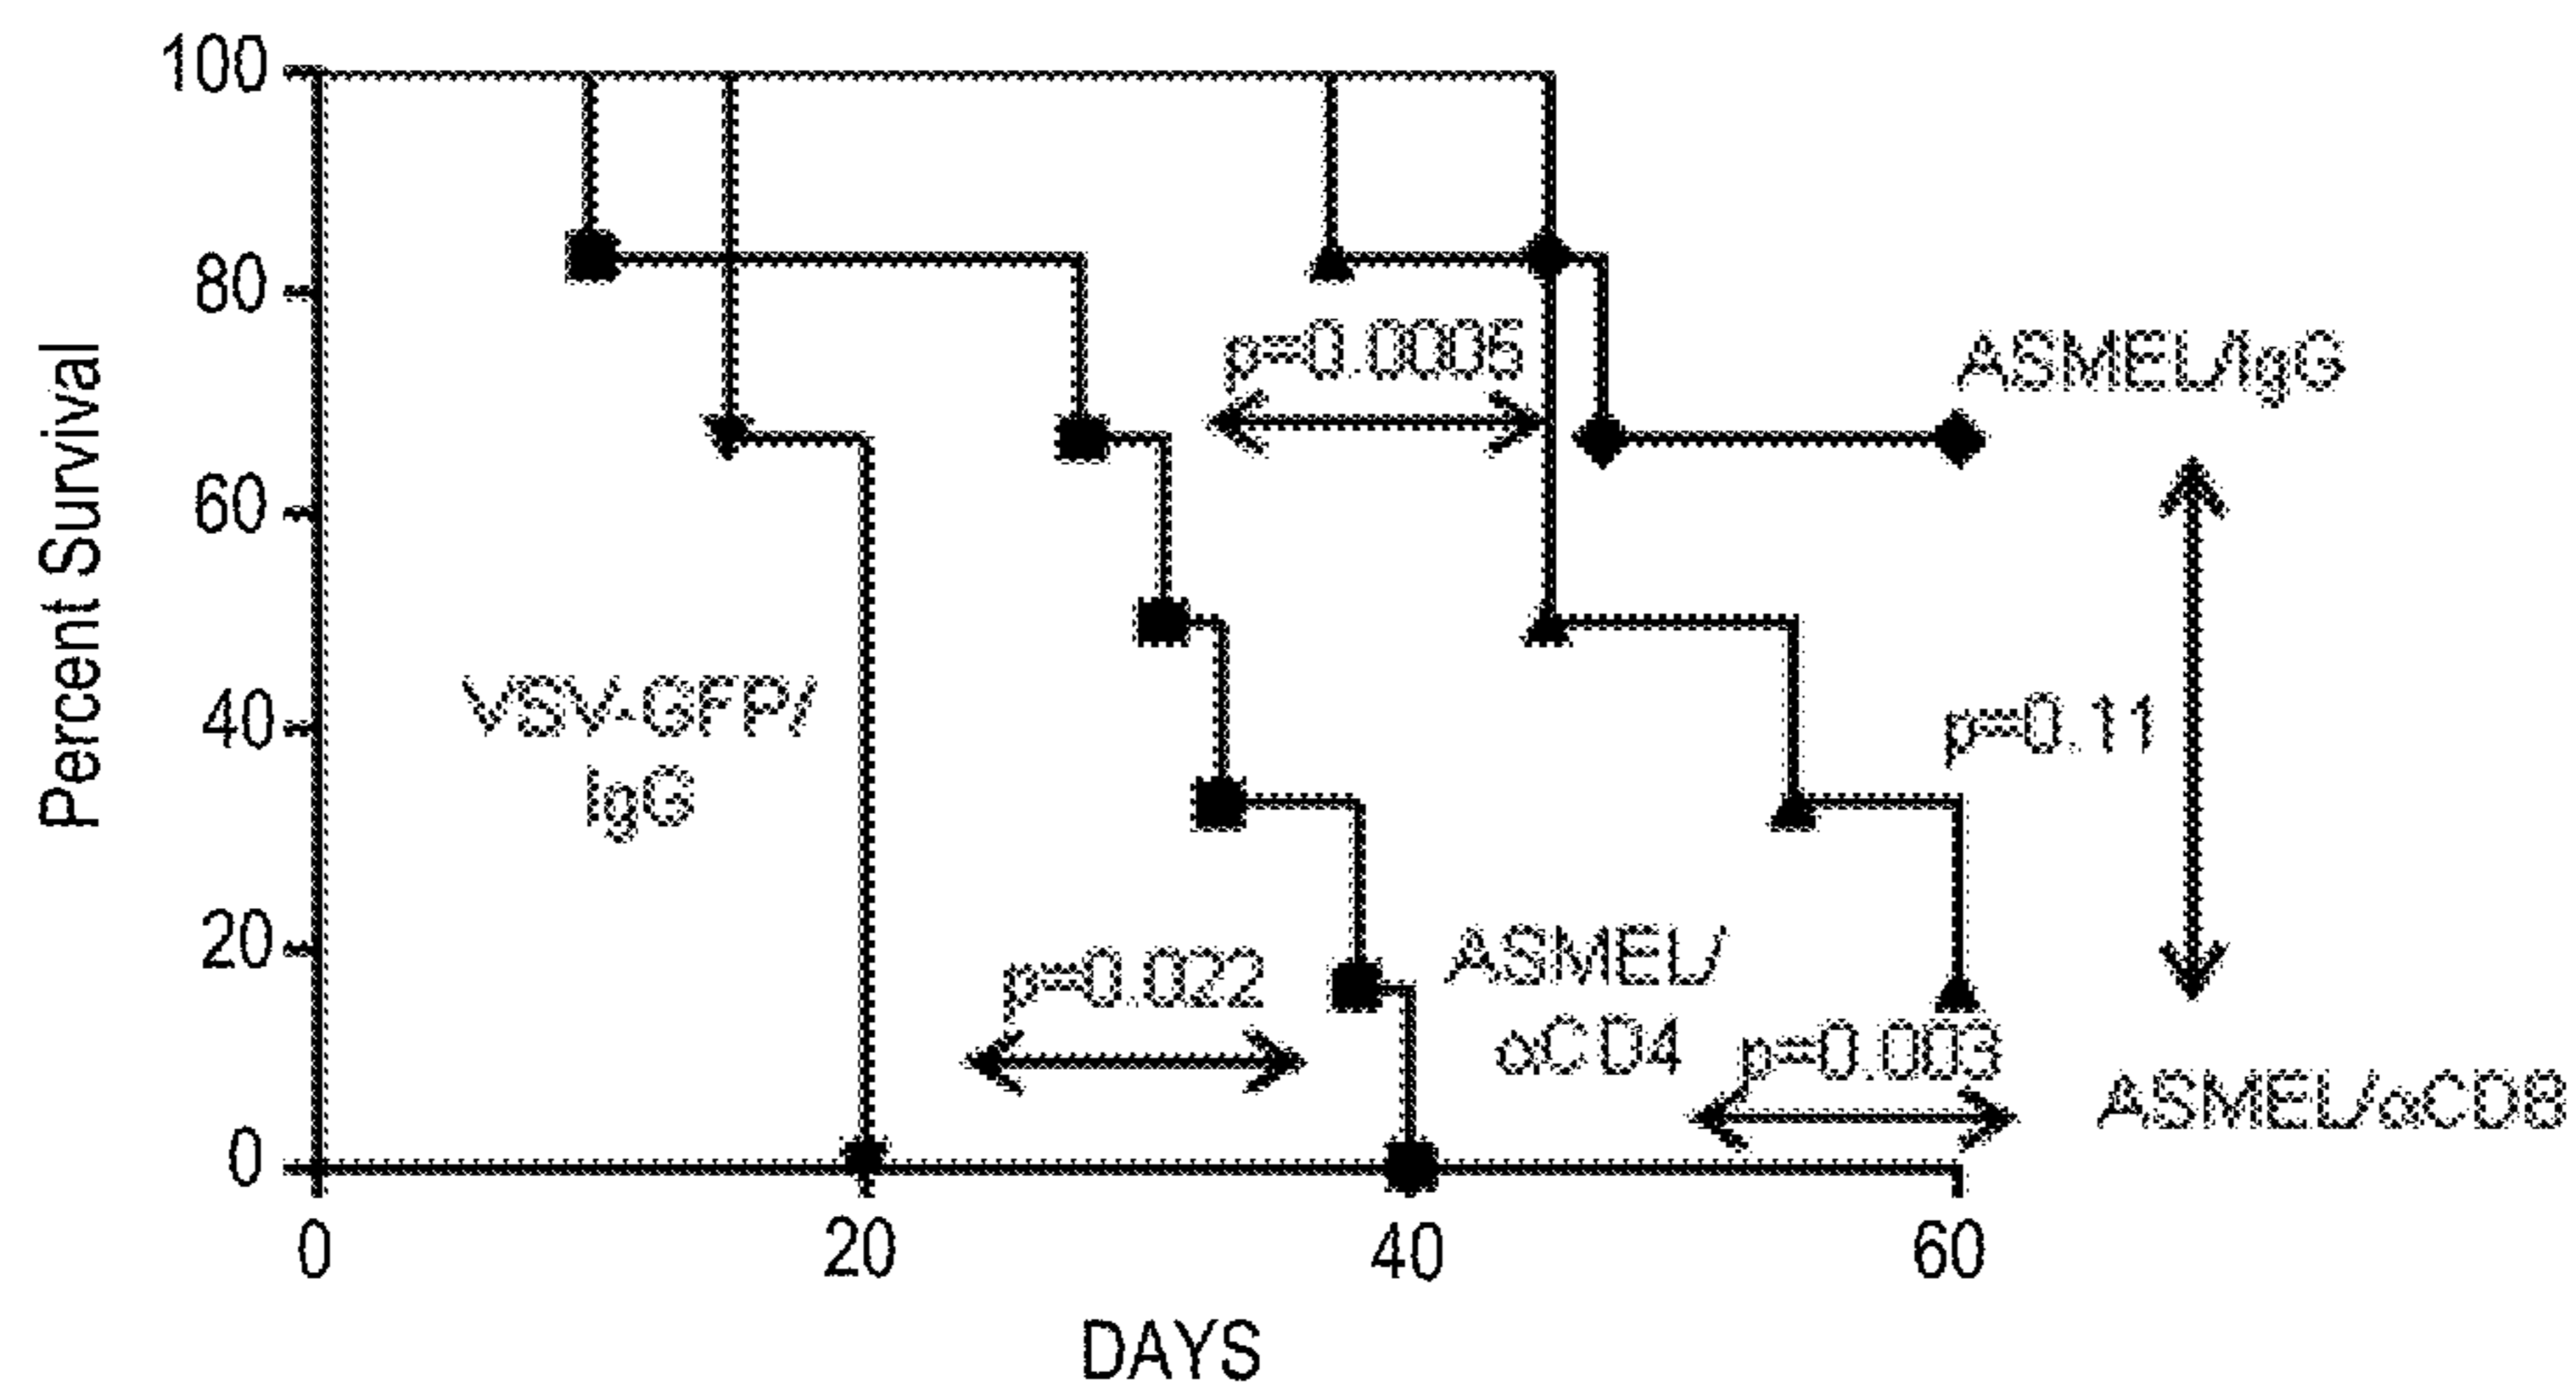 100
80
60
40
20
0
Percent Survival
p=0.0005
ASMEL/IgG
VSV-GFP/
IgG
p=0.11
p=0.022
ASMEL/
αCD4
p=0.003
ASMEL/αCD8
0
20
40
60
DAYS